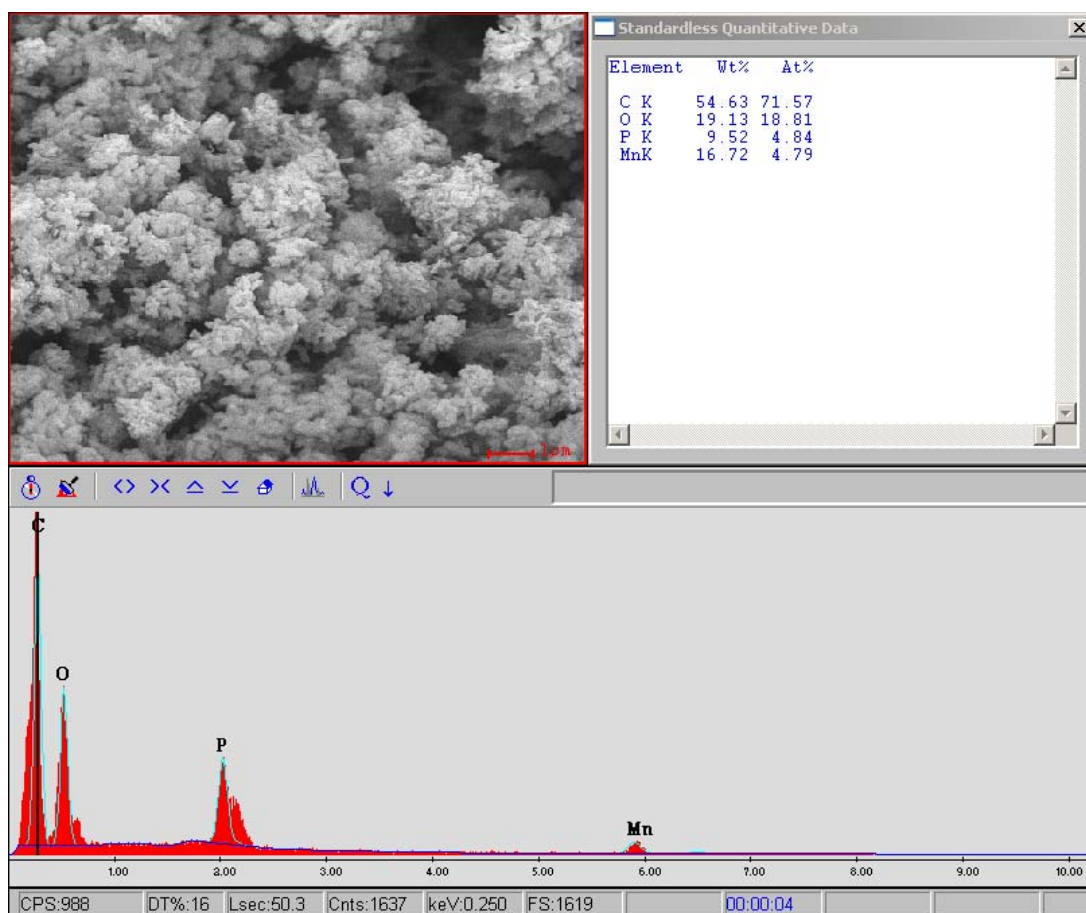 Standardless Quantitative Data
Element Wt% At%
C K 54.63 71.57
O K 19.13 18.81
P K 9.52 4.84
MnK 16.72 4.79
1μm
Q
C
O
P
Mn
1.00 2.00 3.00 4.00 5.00 6.00 7.00 8.00 9.00 10.00
CPS:988 DT%:16 Lsec:50.3 Cnts:1637 keV:0.250 FS:1619 00:00:04